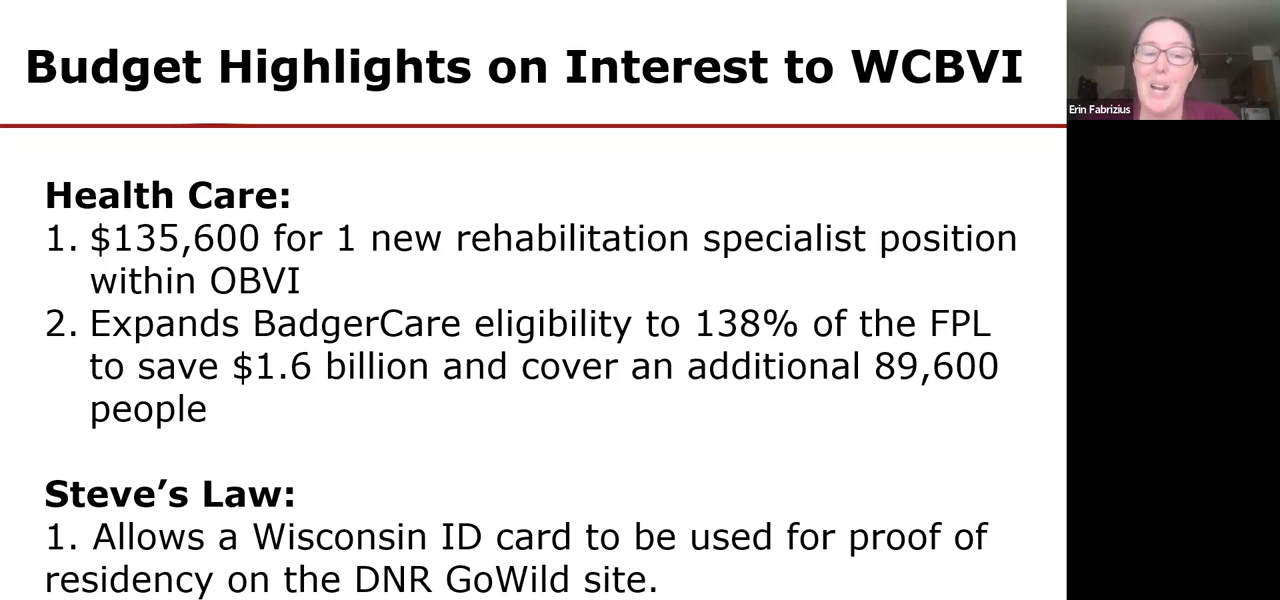 Budget Highlights on Interest to WCBVI
Erin Fabrizius
Health Care:
1. $135,600 for 1 new rehabilitation specialist position
within OBVI
2. Expands BadgerCare eligibility to 138% of the FPL
to save $1.6 billion and cover an additional 89,600
people
Steve’s Law:
1. Allows a Wisconsin ID card to be used for proof of
residency on the DNR GoWild site.